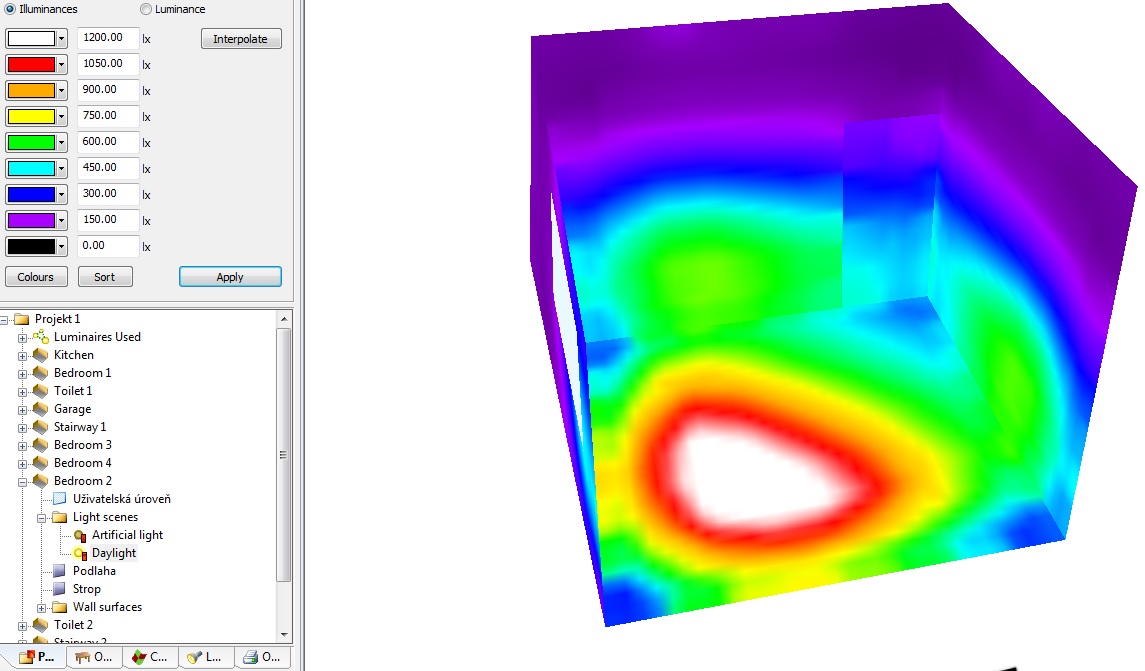 Illuminances Luminance
1200.00 lx Interpolate
1050.00 lx
900.00 lx
750.00 lx
600.00 lx
450.00 lx
300.00 lx
150.00 lx
0.00 lx
Colours Sort Apply
Projekt 1
Luminaires Used
Kitchen
Bedroom 1
Toilet 1
Garage
Stairway 1
Bedroom 3
Bedroom 4
Bedroom 2
Uživatelská úroveň
Light scenes
Artificial light
Daylight
Podlaha
Strop
Wall surfaces
Toilet 2
Stairway 2
P... O... C... L... O...